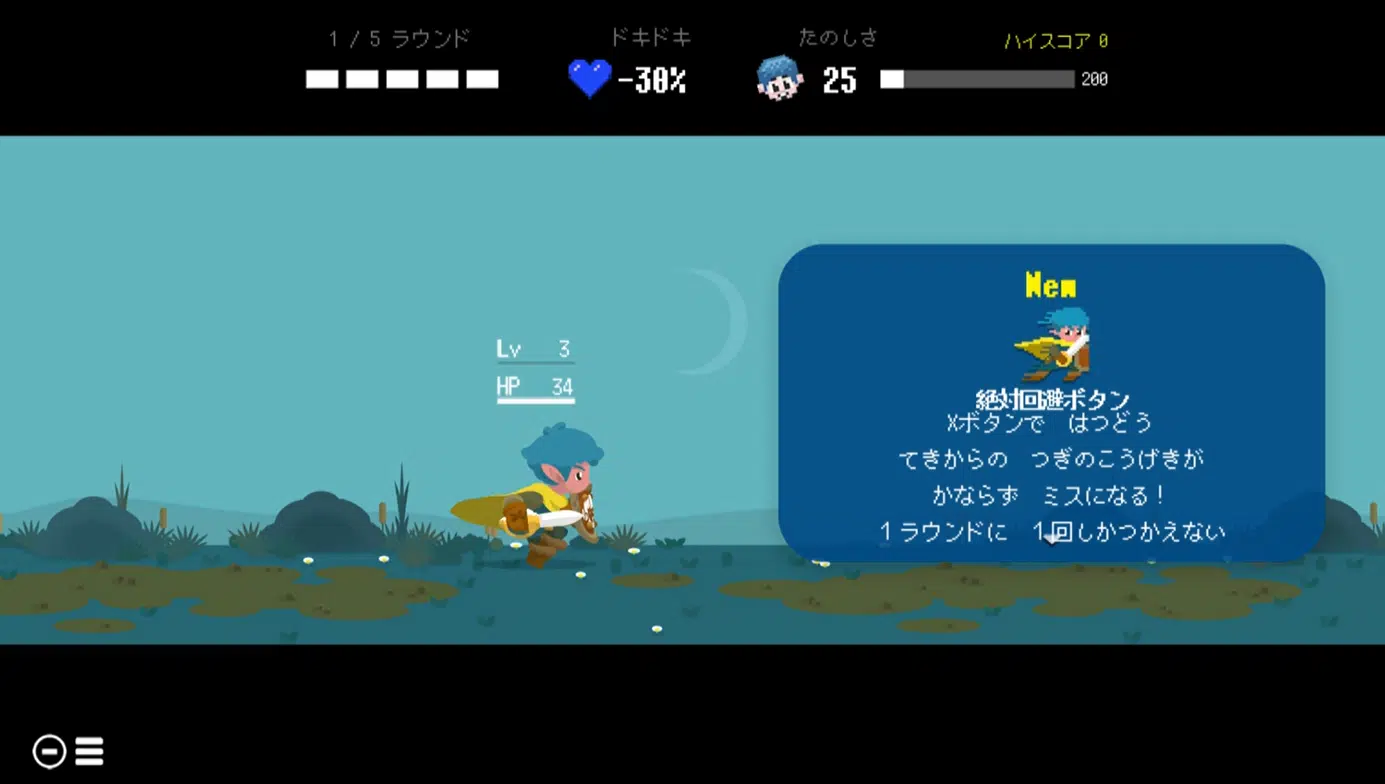 1 / 5 ラウンド
ドキドキ
-30%
たのしさ
25
ハイスコア 0
200
Lv 3
HP 34
New
絶対回避ボタン
Xボタンで はつどう
てきからの つぎのこうげきが
かならず ミスになる!
1ラウンドに 1回しかつかえない